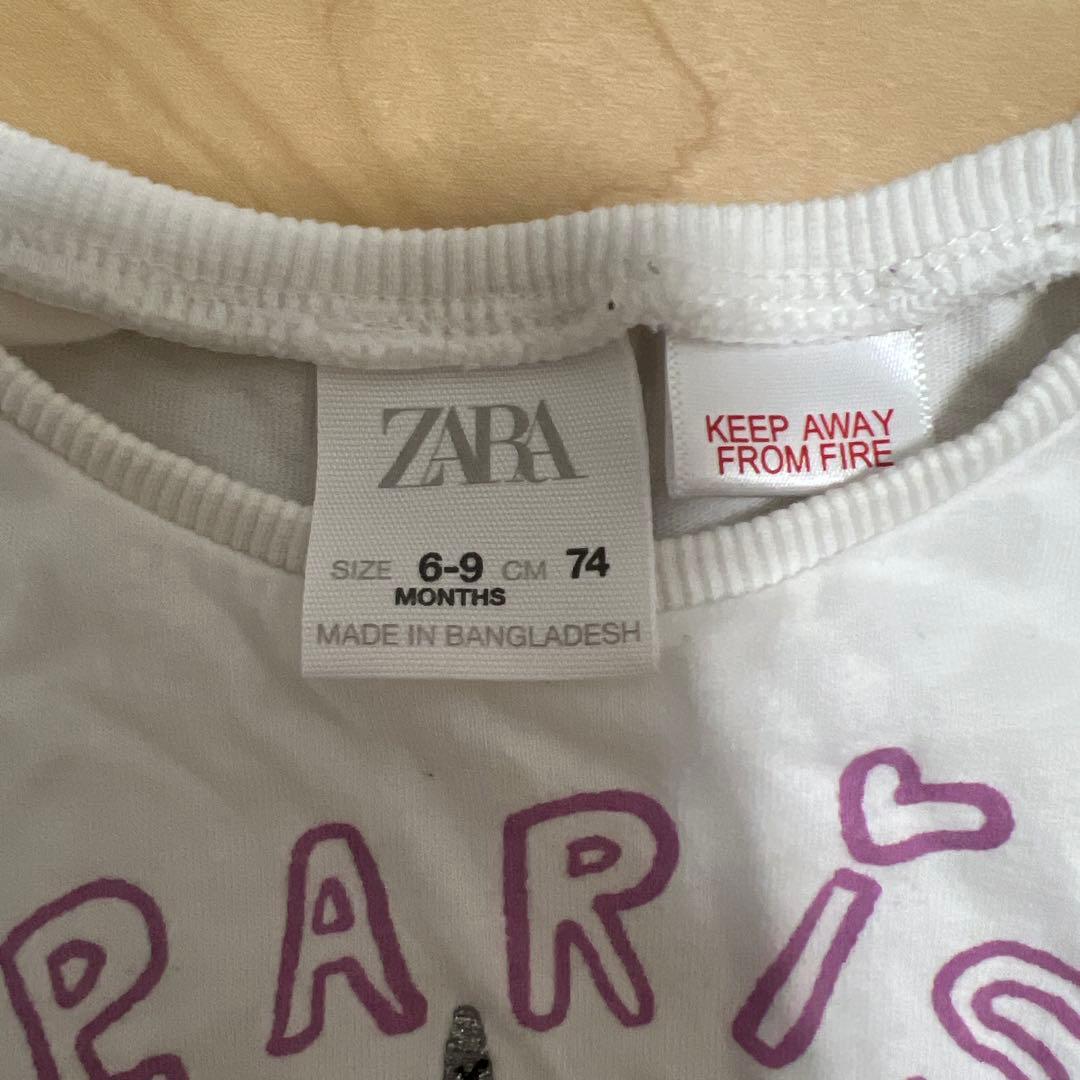 ZARA
SIZE 6-9 CM 74
MONTHS
MADE IN BANGLADESH
KEEP AWAY
FROM FIRE
PARiS